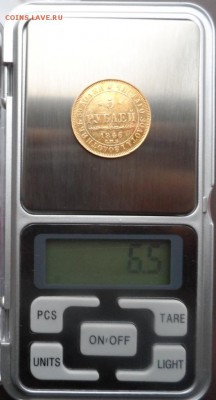 COINS.LAVE.RU
5
РУБЛЕЙ
6.5
PCS
TARE
ON/OFF
UNITS
LIGHT